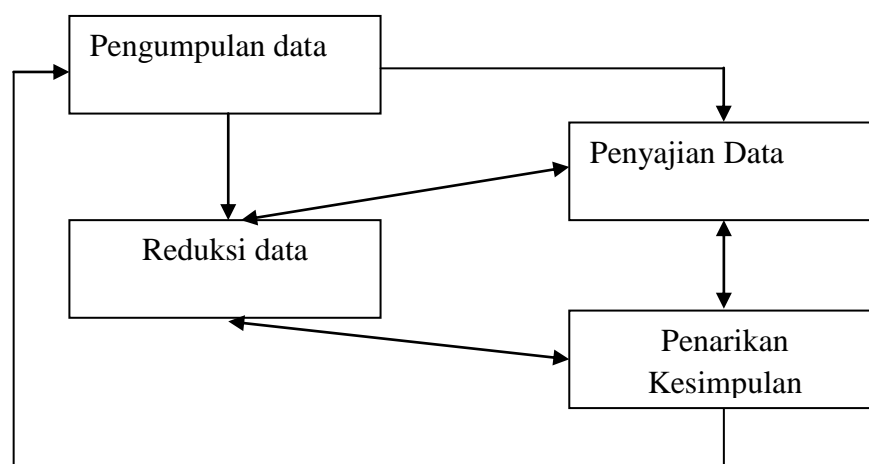 Pengumpulan data
Penyajian Data
Reduksi data
Penarikan
Kesimpulan